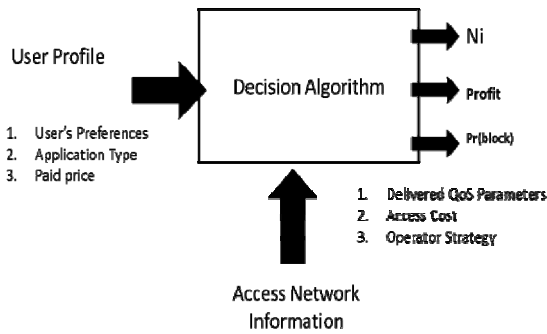 User Profile
1. User's Preferences
2. Application Type
3. Paid price
Decision Algorithm
Ni
Profit
Pr(block)
1. Delivered QoS Parameters
2. Access Cost
3. Operator Strategy
Access Network
Information